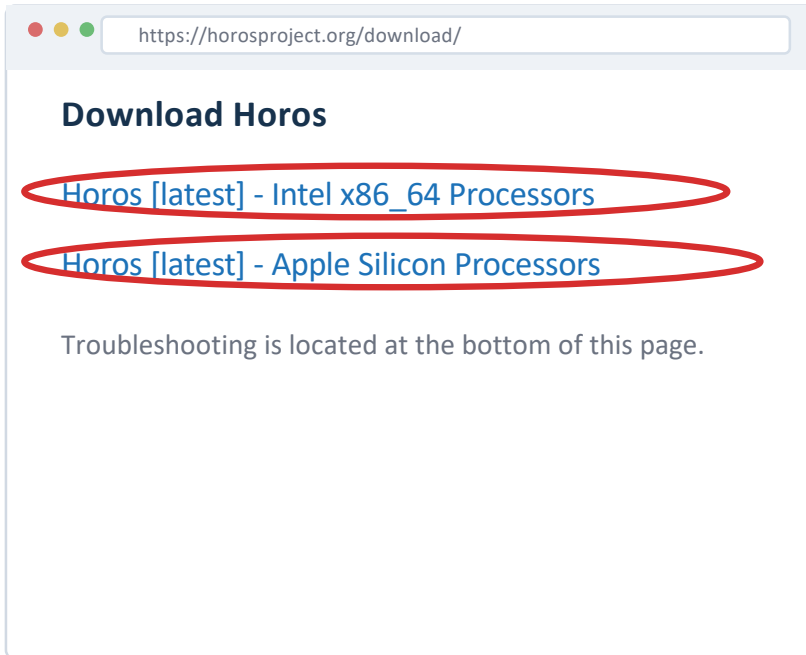 https://horosproject.org/download/
Download Horos
Horos [latest] - Intel x86_64 Processors
Horos [latest] - Apple Silicon Processors
Troubleshooting is located at the bottom of this page.